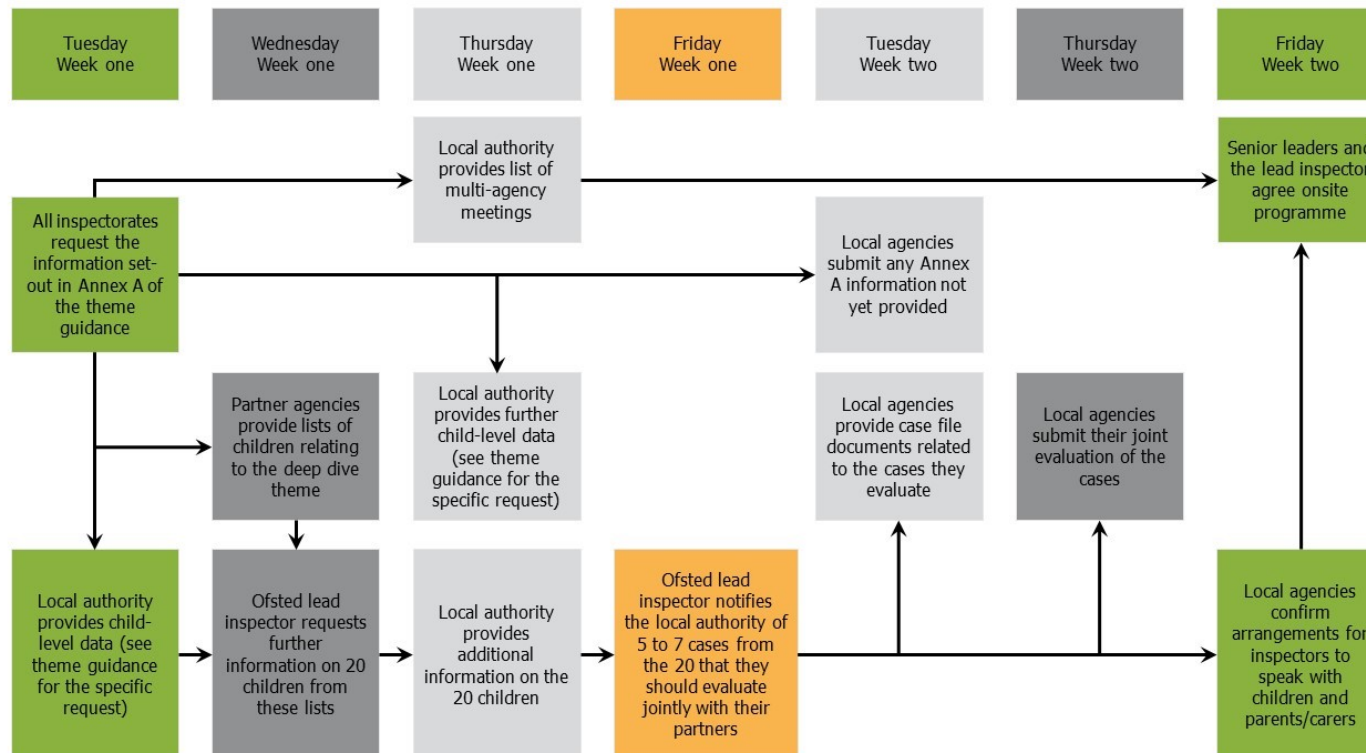 Tuesday
Week one
Wednesday
Week one
Thursday
Week one
Friday
Week one
Tuesday
Week two
Thursday
Week two
Friday
Week two
Local authority
provides list of
multi-agency
meetings
Senior leaders and
the lead inspector
agree onsite
programme
All inspectorates
request the
information set-
out in Annex A of
the theme
guidance
Local agencies
submit any Annex
A information not
yet provided
Partner agencies
provide lists of
children relating
to the deep dive
theme
Local authority
provides further
child-level data
(see theme
guidance for the
specific request)
Local agencies
provide case file
documents related
to the cases they
evaluate
Local agencies
submit their joint
evaluation of the
cases
Local authority
provides child-
level data (see
theme guidance
for the specific
request)
Ofsted lead
inspector requests
further
information on 20
children from
these lists
Local authority
provides
additional
information on the
20 children
Ofsted lead
inspector notifies
the local authority of
5 to 7 cases from
the 20 that they
should evaluate
jointly with their
partners
Local agencies
confirm
arrangements for
inspectors to
speak with
children and
parents/carers